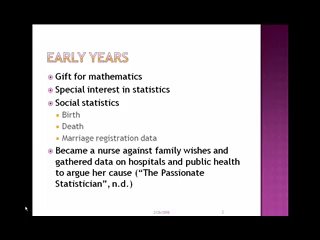 EARLY YEARS
Gift for mathematics
Special interest in statistics
Social statistics
Birth
Death
Marriage registration data
Became a nurse against family wishes and
gathered data on hospitals and public health
to argue her cause (“The Passionate
Statistician”, n.d.)